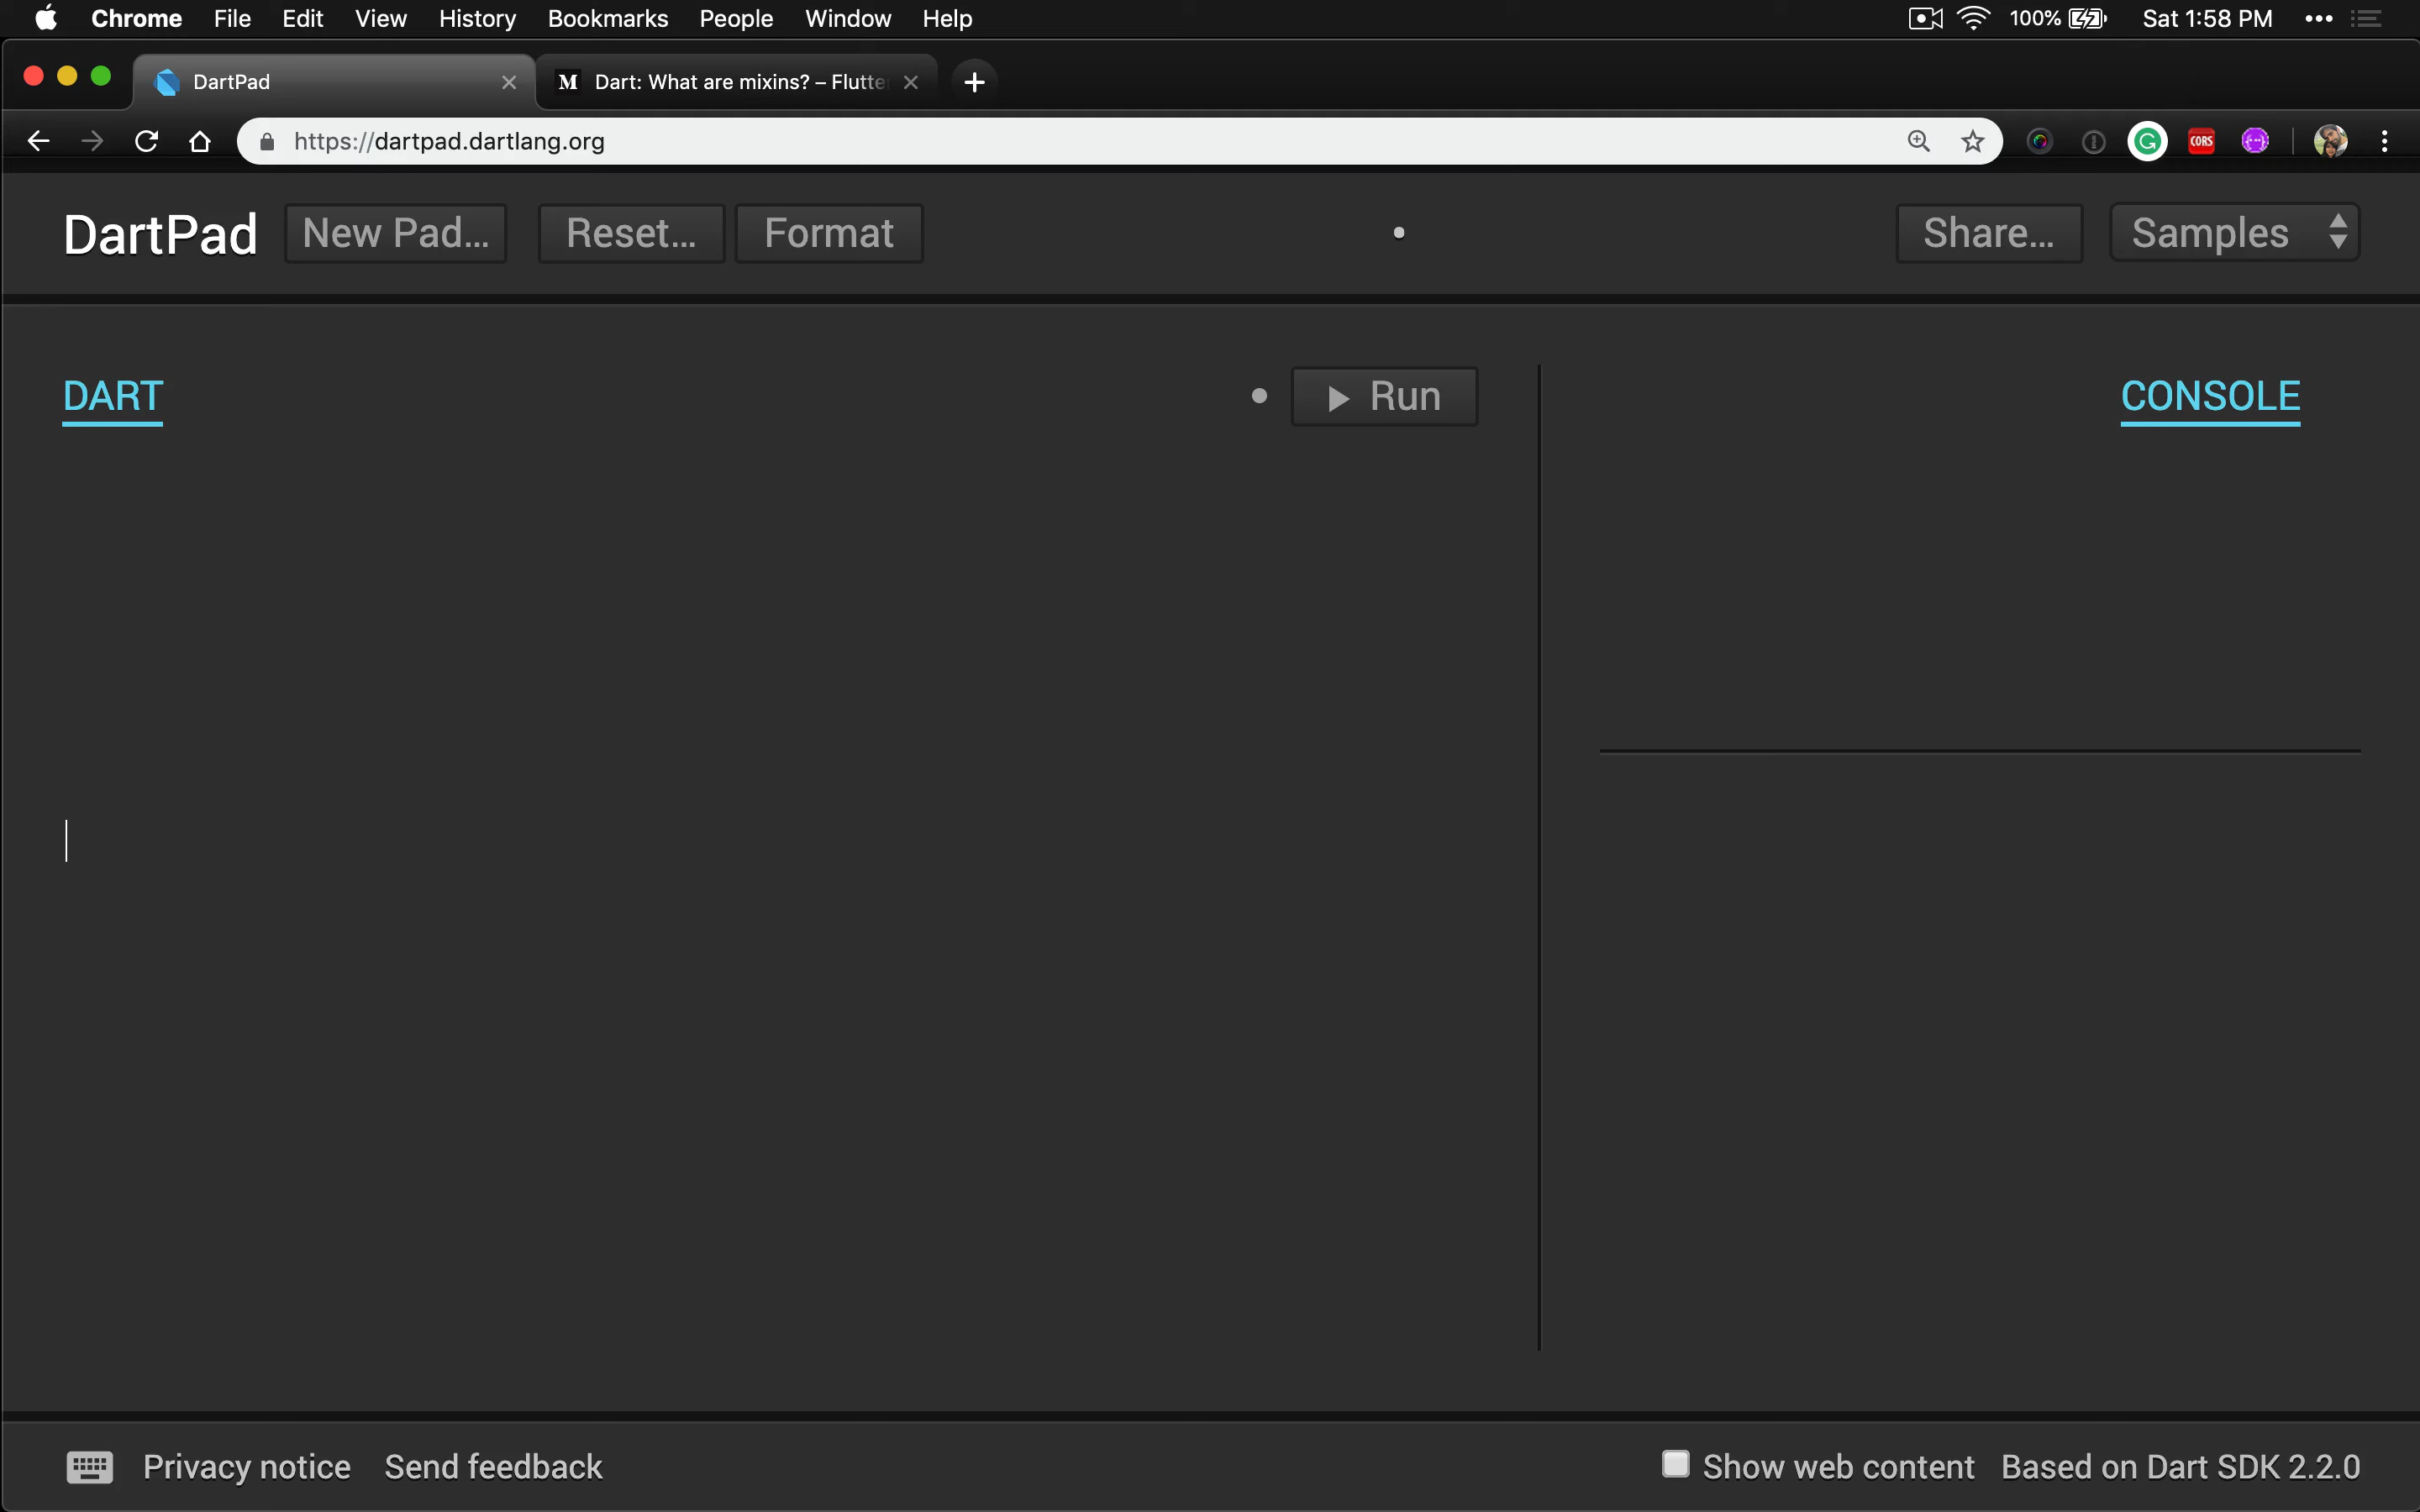 Chrome File Edit View History Bookmarks People Window Help 100% Sat 1:58 PM
DartPad M Dart: What are mixins? – Flutte
https://dartpad.dartlang.org CORS
DartPad New Pad... Reset... Format Share... Samples
DART Run CONSOLE
Privacy notice Send feedback Show web content Based on Dart SDK 2.2.0